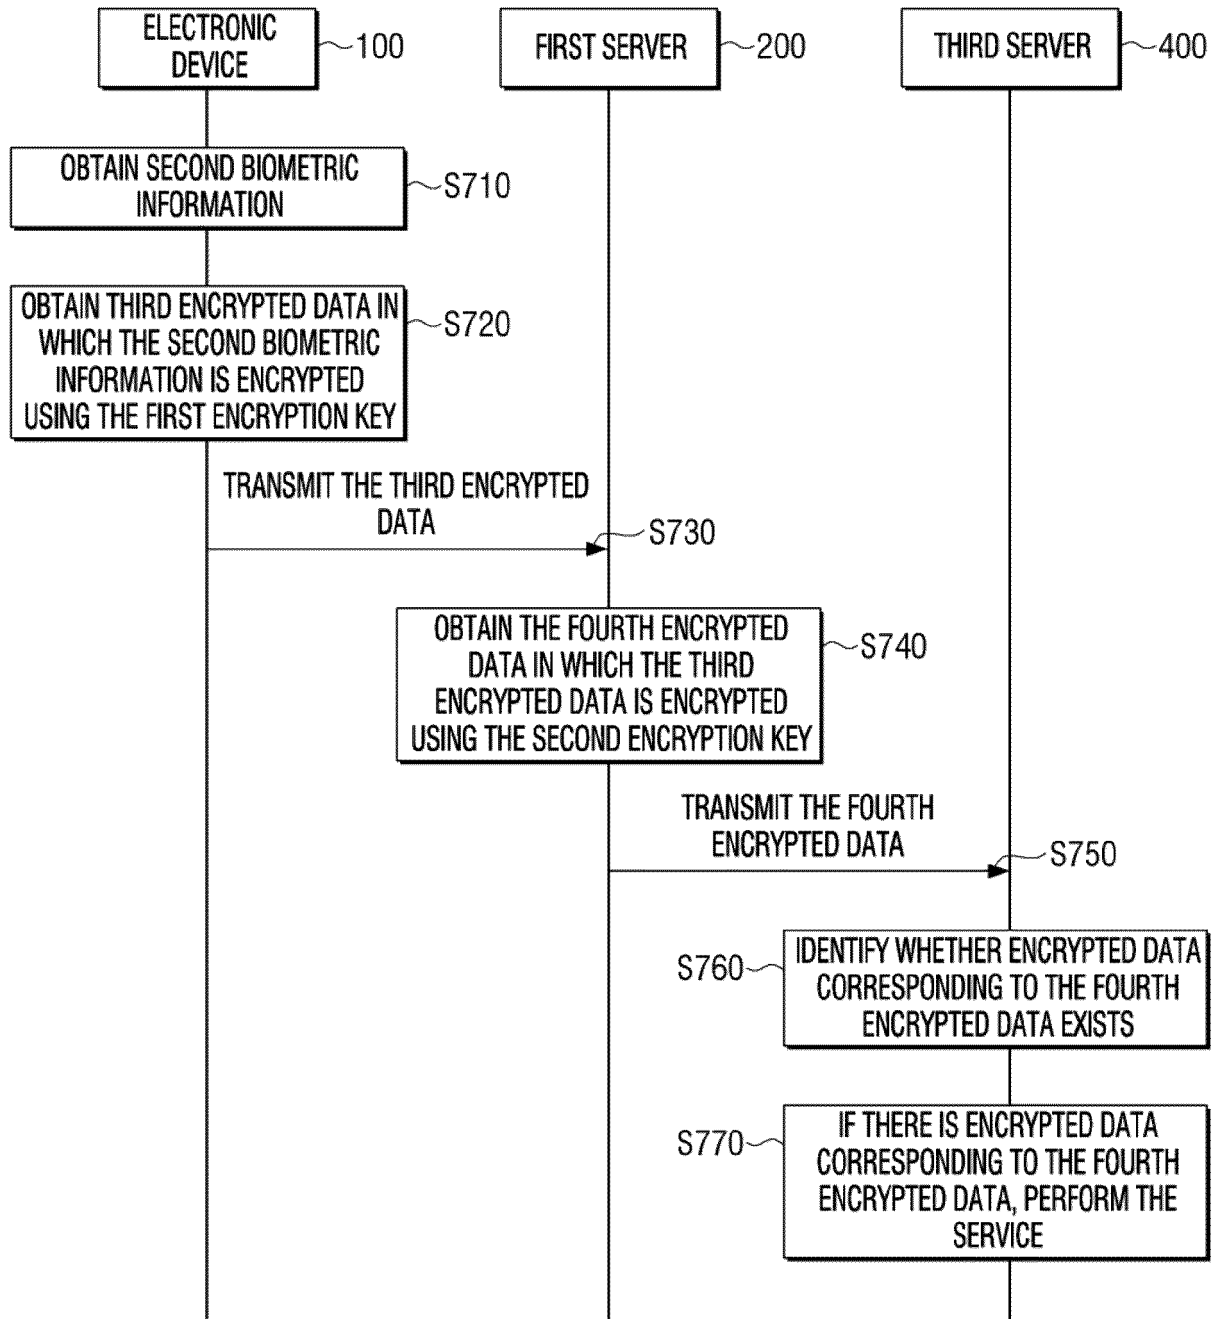 ELECTRONIC
DEVICE
100
FIRST SERVER
200
THIRD SERVER
400
OBTAIN SECOND BIOMETRIC
INFORMATION
S710
OBTAIN THIRD ENCRYPTED DATA IN
WHICH THE SECOND BIOMETRIC
INFORMATION IS ENCRYPTED
USING THE FIRST ENCRYPTION KEY
S720
TRANSMIT THE THIRD ENCRYPTED
DATA
S730
OBTAIN THE FOURTH ENCRYPTED
DATA IN WHICH THE THIRD
ENCRYPTED DATA IS ENCRYPTED
USING THE SECOND ENCRYPTION KEY
S740
TRANSMIT THE FOURTH
ENCRYPTED DATA
S750
S760
IDENTIFY WHETHER ENCRYPTED DATA
CORRESPONDING TO THE FOURTH
ENCRYPTED DATA EXISTS
S770
IF THERE IS ENCRYPTED DATA
CORRESPONDING TO THE FOURTH
ENCRYPTED DATA, PERFORM THE
SERVICE